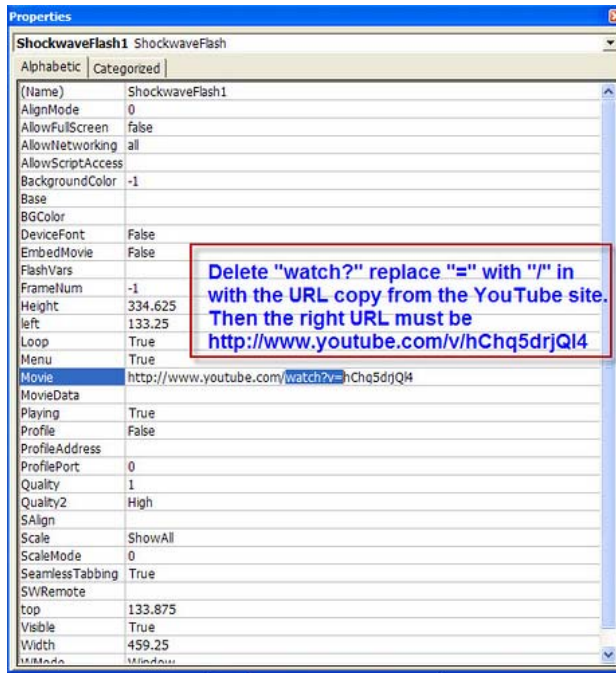 Properties
ShockwaveFlash1 ShockwaveFlash
Alphabetic Categorized
(Name) ShockwaveFlash1
AlignMode 0
AllowFullScreen false
AllowNetworking all
AllowScriptAccess
BackgroundColor -1
Base
BGColor
DeviceFont False
EmbedMovie False
FlashVars
FrameNum -1
Height 334.625
left 133.25
Loop True
Menu True
Delete "watch?" replace "=" with "/" in
with the URL copy from the YouTube site.
Then the right URL must be
http://www.youtube.com/v/hChq5drjQl4
Movie http://www.youtube.com/watch?v=hChq5drjQl4
MovieData
Playing True
Profile False
ProfileAddress
ProfilePort 0
Quality 1
Quality2 High
SAlign
Scale ShowAll
ScaleMode 0
SeamlessTabbing True
SWRemote
top 133.875
Visible True
Width 459.25
WMode Window